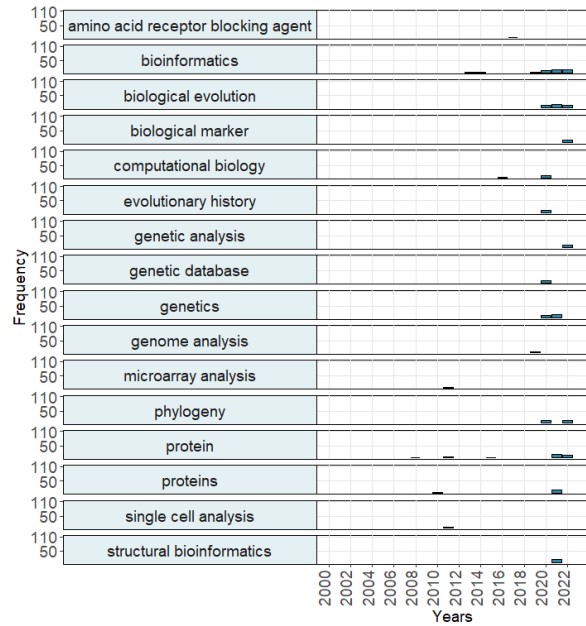 110
50
amino acid receptor blocking agent
110
50
bioinformatics
110
50
biological evolution
110
50
biological marker
110
50
computational biology
110
50
evolutionary history
110
50
genetic analysis
110
50
genetic database
110
50
genetics
110
50
genome analysis
110
50
microarray analysis
110
50
phylogeny
110
50
protein
110
50
proteins
110
50
single cell analysis
110
50
structural bioinformatics
Frequency
2000 2002 2004 2006 2008 2010 2012 2014 2016 2018 2020 2022
Years